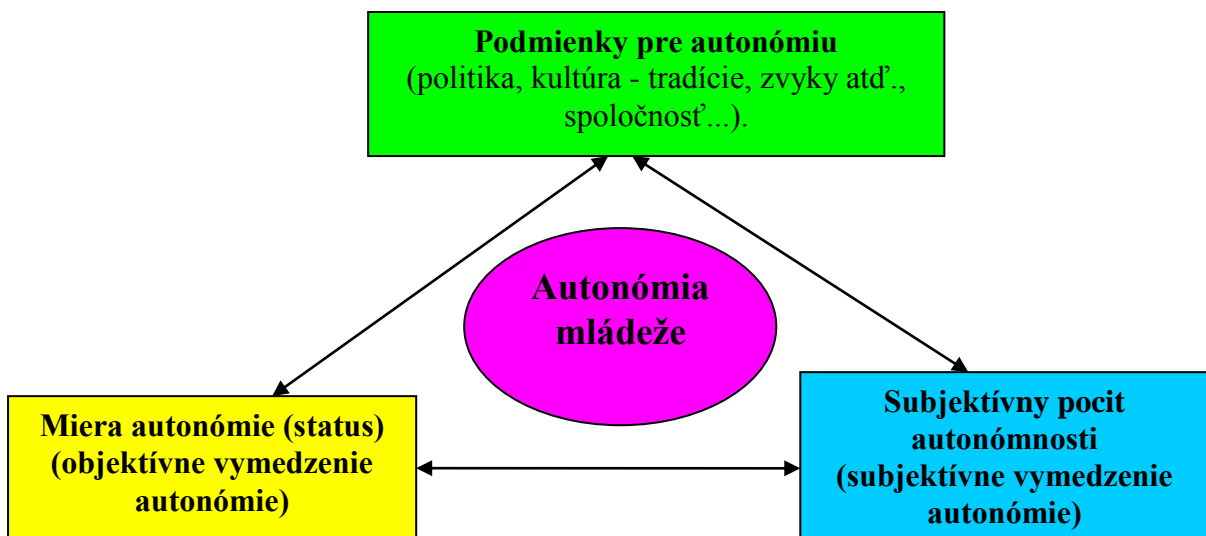 Podmienky pre autonómiu
(politika, kultúra - tradície, zvyky atď.,
spoločnosť...).
Autonómia
mládeže
Miera autonómie (status)
(objektívne vymedzenie
autonómie)
Subjektívny pocit
autonómnosti
(subjektívne vymedzenie
autonómie)